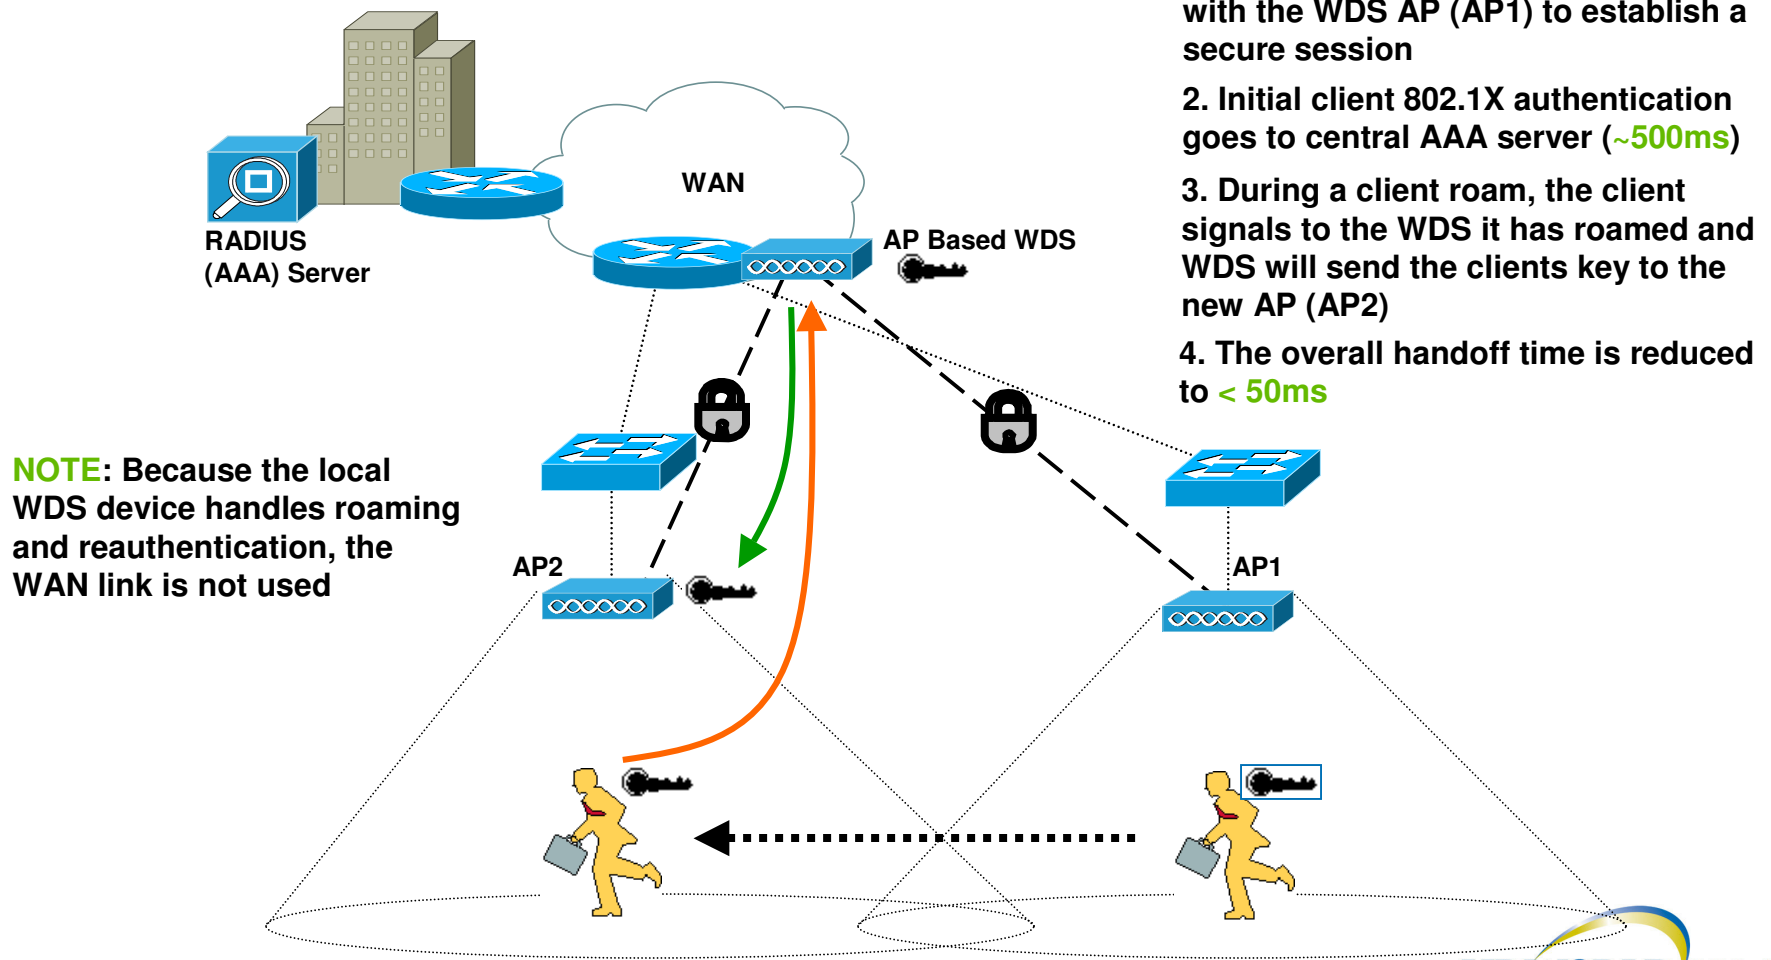 with the WDS AP (AP1) to establish a
secure session
2. Initial client 802.1X authentication
goes to central AAA server (~500ms)
3. During a client roam, the client
signals to the WDS it has roamed and
WDS will send the clients key to the
new AP (AP2)
4. The overall handoff time is reduced
to < 50ms
WAN
AP Based WDS
RADIUS
(AAA) Server
NOTE: Because the local
WDS device handles roaming
and reauthentication, the
WAN link is not used
AP2
AP1